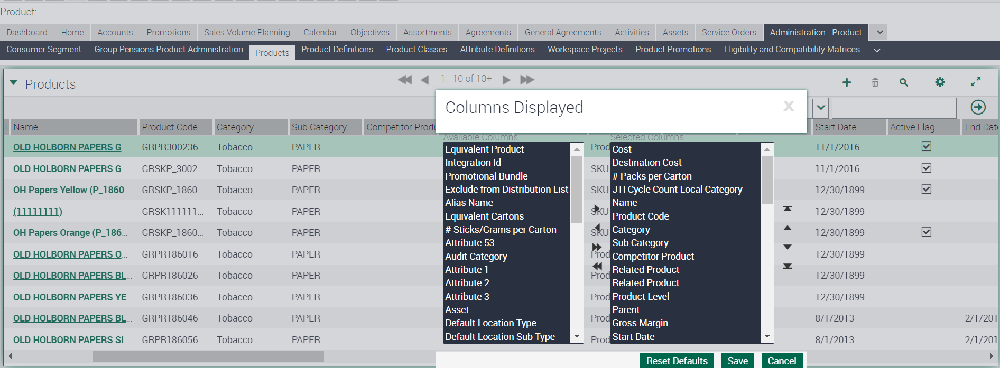 Product:
Dashboard Home Accounts Promotions Sales Volume Planning Calendar Objectives Assortments Agreements General Agreements Activities Assets Service Orders Administration - Product
Consumer Segment Group Pensions Product Administration Products Product Definitions Product Classes Attribute Definitions Workspace Projects Product Promotions Eligibility and Compatibility Matrices
Products 1 - 10 of 10+
Columns Displayed X
L Name Product Code Category Sub Category Competitor Produ Start Date Active Flag End Date
Available Columns Selected Columns
OLD HOLBORN PAPERS G... GRPR300236 Tobacco PAPER Prod 11/1/2016
OLD HOLBORN PAPERS G... GRSKP_3002... Tobacco PAPER SKU 11/1/2016
OH Papers Yellow (P_1860... GRSKP_1860... Tobacco PAPER SKU 12/30/1899
(11111111) GRSK111111... Tobacco PAPER SKU 12/30/1899
OH Papers Orange (P_186... GRSKP_1860... Tobacco PAPER SKU 12/30/1899
OLD HOLBORN PAPERS O... GRPR186016 Tobacco PAPER Prod 12/30/1899
OLD HOLBORN PAPERS BL... GRPR186026 Tobacco PAPER Prod 12/30/1899
OLD HOLBORN PAPERS YE... GRPR186036 Tobacco PAPER Prod 12/30/1899
OLD HOLBORN PAPERS BL... GRPR186046 Tobacco PAPER Prod 8/1/2013 2/1/201
OLD HOLBORN PAPERS SI... GRPR186056 Tobacco PAPER Prod 8/1/2013 2/1/201
Equivalent Product
Integration Id
Promotional Bundle
Exclude from Distribution List
Alias Name
Equivalent Cartons
# Sticks/Grams per Carton
Attribute 53
Audit Category
Attribute 1
Attribute 2
Attribute 3
Asset
Default Location Type
Default Location Sub Type
Cost
Destination Cost
# Packs per Carton
JTI Cycle Count Local Category
Name
Product Code
Category
Sub Category
Competitor Product
Related Product
Related Product
Product Level
Parent
Gross Margin
Start Date
Reset Defaults Save Cancel